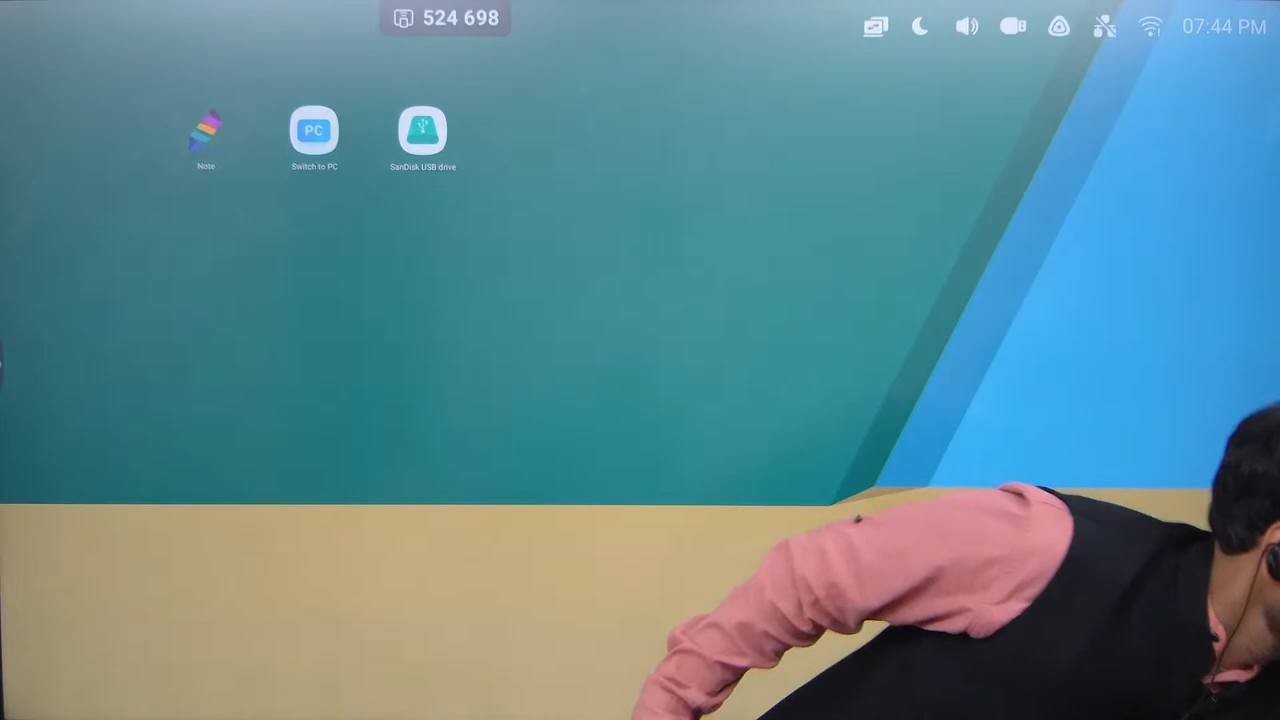 524 698
07:44 PM
PC
Note
Switch to PC
SanDisk USB drive